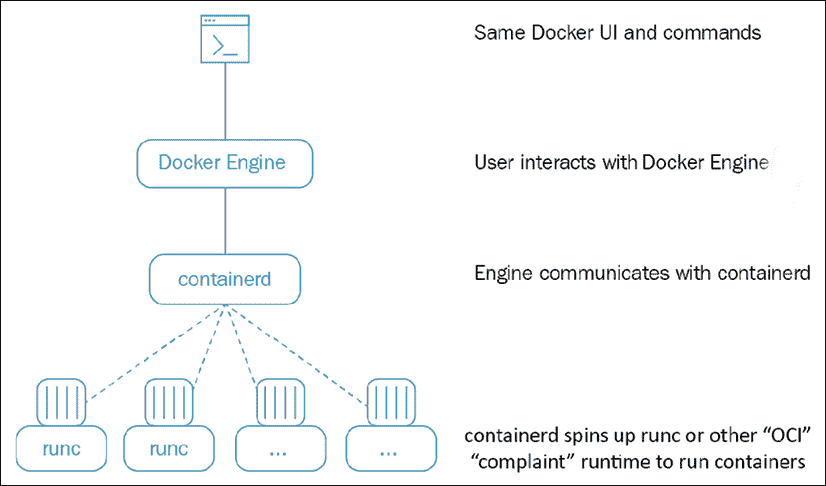 Same Docker UI and commands
Docker Engine
User interacts with Docker Engine
containerd
Engine communicates with containerd
runc
runc
...
...
containerd spins up runc or other “OCI”
“complaint” runtime to run containers